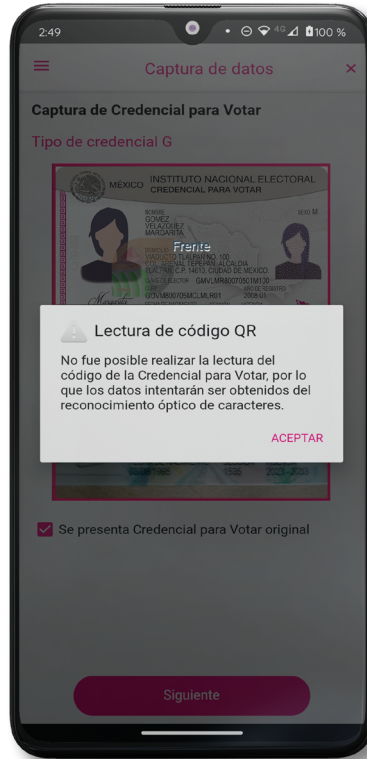 2:49
4G
100 %
Captura de datos
×
Captura de Credencial para Votar
Tipo de credencial G
MÉXICO
INSTITUTO NACIONAL ELECTORAL
CREDENCIAL PARA VOTAR
NOMBRE
GOMEZ
VELAZQUEZ
MARGARITA
SEXO M
Frente
DOMICILIO
VIADUCTO TLALPAN NO. 100
COL. ARENAL TEPEPAN, ALCALDIA
TLALPAN, C.P. 14610, CIUDAD DE MEXICO.
CLAVE DE ELECTOR GMVLMR80070501M100
CURP
AÑO DE REGISTRO
GOVM800705MCLMLR01
2008 01
Lectura de código QR
No fue posible realizar la lectura del
código de la Credencial para Votar, por lo
que los datos intentarán ser obtenidos del
reconocimiento óptico de caracteres.
ACEPTAR
2023 - 2033
Se presenta Credencial para Votar original
Siguiente